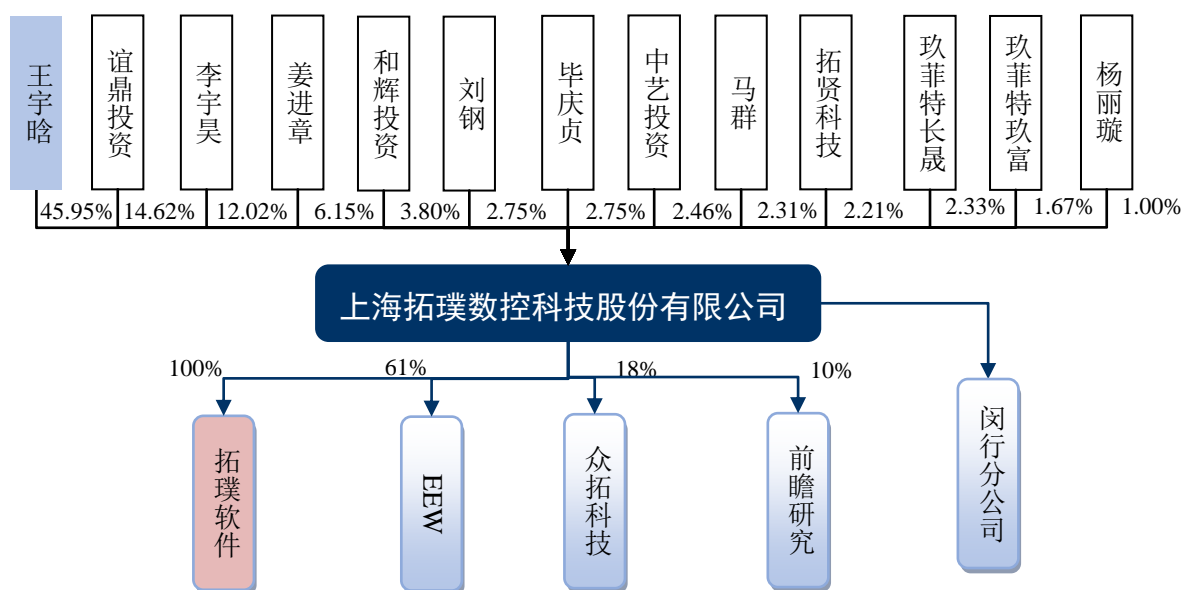 王宇晗
谊鼎投资
李宇昊
姜进章
和辉投资
刘钢
毕庆贞
中艺投资
马群
拓贤科技
玖菲特长晟
玖菲特玖富
杨丽璇
45.95%
14.62%
12.02%
6.15%
3.80%
2.75%
2.75%
2.46%
2.31%
2.21%
2.33%
1.67%
1.00%
上海拓璞数控科技股份有限公司
100%
61%
18%
10%
拓璞软件
EEW
众拓科技
前瞻研究
闵行分公司